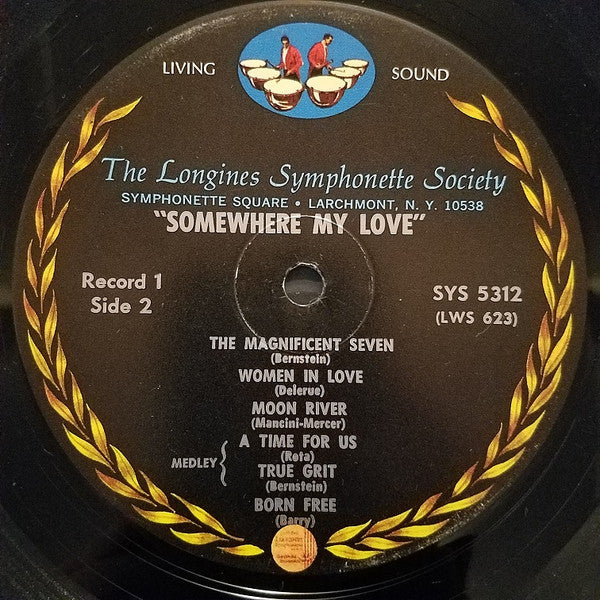 LIVING SOUND
The Longines Symphonette Society
SYMPHONETTE SQUARE • LARCHMONT, N. Y. 10538
"SOMEWHERE MY LOVE"
Record 1
Side 2
SYS 5312
(LWS 623)
THE MAGNIFICENT SEVEN
(Bernstein)
WOMEN IN LOVE
(Delerue)
MOON RIVER
(Mancini-Mercer)
MEDLEY
A TIME FOR US
(Rota)
TRUE GRIT
(Bernstein)
BORN FREE
(Barry)